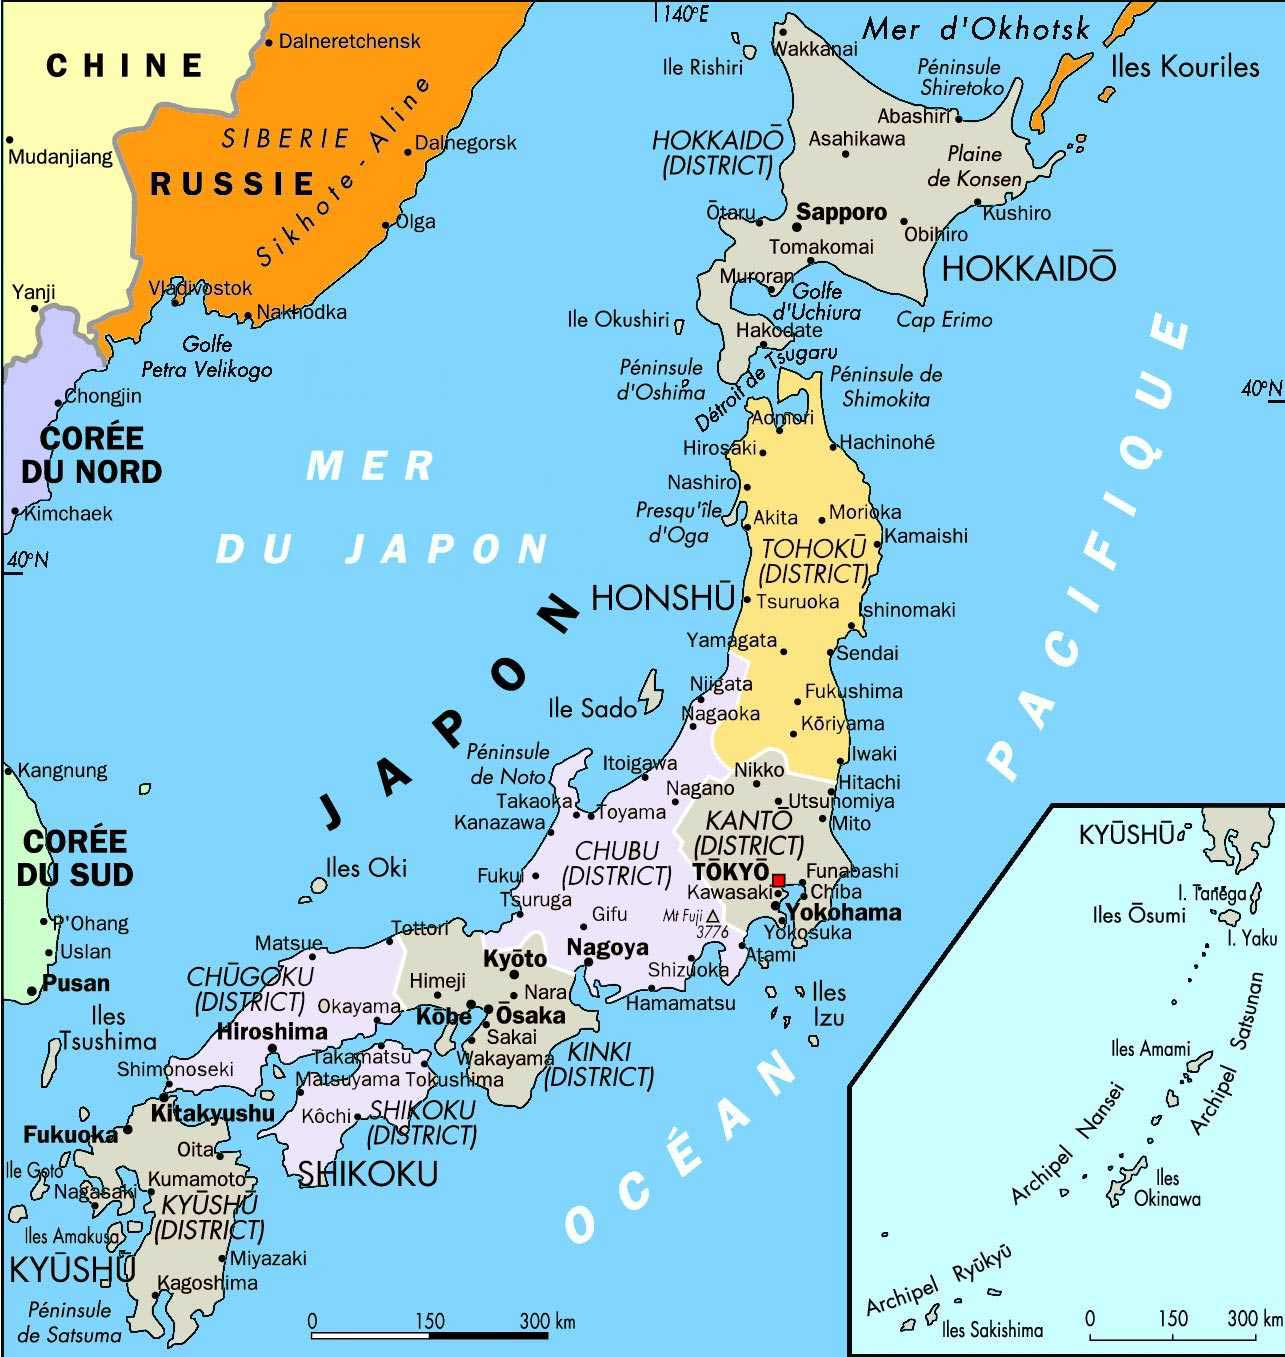 140°E
Dalneretchensk
CHINE
Mer d'Okhotsk
Wakkanai
Ile Rishiri
Péninsule
Shiretoko
Iles Kouriles
SIBERIE
Sikhote - Aline
Abashiri
Mudanjiang
Dalnegorsk
HOKKAIDŌ
(DISTRICT)
Asahikawa
Plaine
de Konsen
RUSSIE
Olga
Ōtaru
Sapporo
Kushiro
Obihiro
Tomakomai
HOKKAIDŌ
Yanji
Vladivostok
Nakhodka
Muroran
Golfe
d'Uchiura
Ile Okushiri
Hakodate
Cap Erimo
Golfe
Petra Velikogo
Détroit de Tsugaru
Péninsule
d'Oshima
Péninsule de
Shimokita
40°N
Chongjin
CORÉE
DU NORD
Aomori
Hirosaki
Hachinohé
MER
DU JAPON
Nashiro
Kimchaek
Presqu'île
d'Oga
Akita
Morioka
Kamaishi
40°N
TOHOKŪ
(DISTRICT)
HONSHŪ
Tsuruoka
Ishinomaki
Yamagata
Sendai
JAPON
Niigata
Ile Sado
Nagaoka
Fukushima
Kōriyama
Péninsule
de Noto
Itoigawa
Iwaki
Kangnung
Nikko
Hitachi
Nagano
Utsunomiya
Takaoka
Toyama
Kanazawa
KANTŌ
(DISTRICT)
Mito
CORÉE
DU SUD
CHUBU
(DISTRICT)
Iles Oki
Fukui
TŌKYŌ
Funabashi
Kawasaki
Chiba
Tsuruga
Gifu
Mt Fuji
3776
Yokohama
Yokosuka
P'Ohang
Uslan
Pusan
Tottori
Matsue
Kyōto
Nagoya
Atami
Shizuoka
CHŪGOKU
(DISTRICT)
Himeji
Nara
Hamamatsu
Iles
Izu
Okayama
Kōbe
Ōsaka
Iles
Tsushima
Hiroshima
Sakai
Takamatsu
Wakayama
KINKI
(DISTRICT)
Shimonoseki
Matsuyama
Tokushima
Kitakyushu
Kôchi
SHIKOKU
(DISTRICT)
Fukuoka
Oita
SHIKOKU
Ile Goto
Kumamoto
Nagasaki
KYŪSHŪ
(DISTRICT)
Iles Amakusa
KYŪSHŪ
Miyazaki
Kagoshima
Péninsule
de Satsuma
OCÉAN
PACIFIQUE
0 150 300 km
KYŪSHŪ
I. Tanéga
Iles Ōsumi
I. Yaku
Archipel Satsunan
Iles Amami
Archipel Nansei
Iles
Okinawa
Archipel Ryūkyū
Iles Sakishima
0 150 300 km